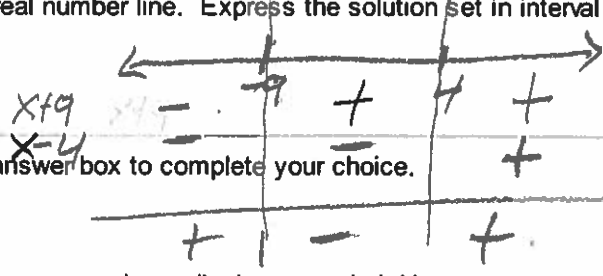 real number line. Express the solution set in interval
-9 4
x+9 - + +
x-4 - - +
answer box to complete your choice.
+ - +